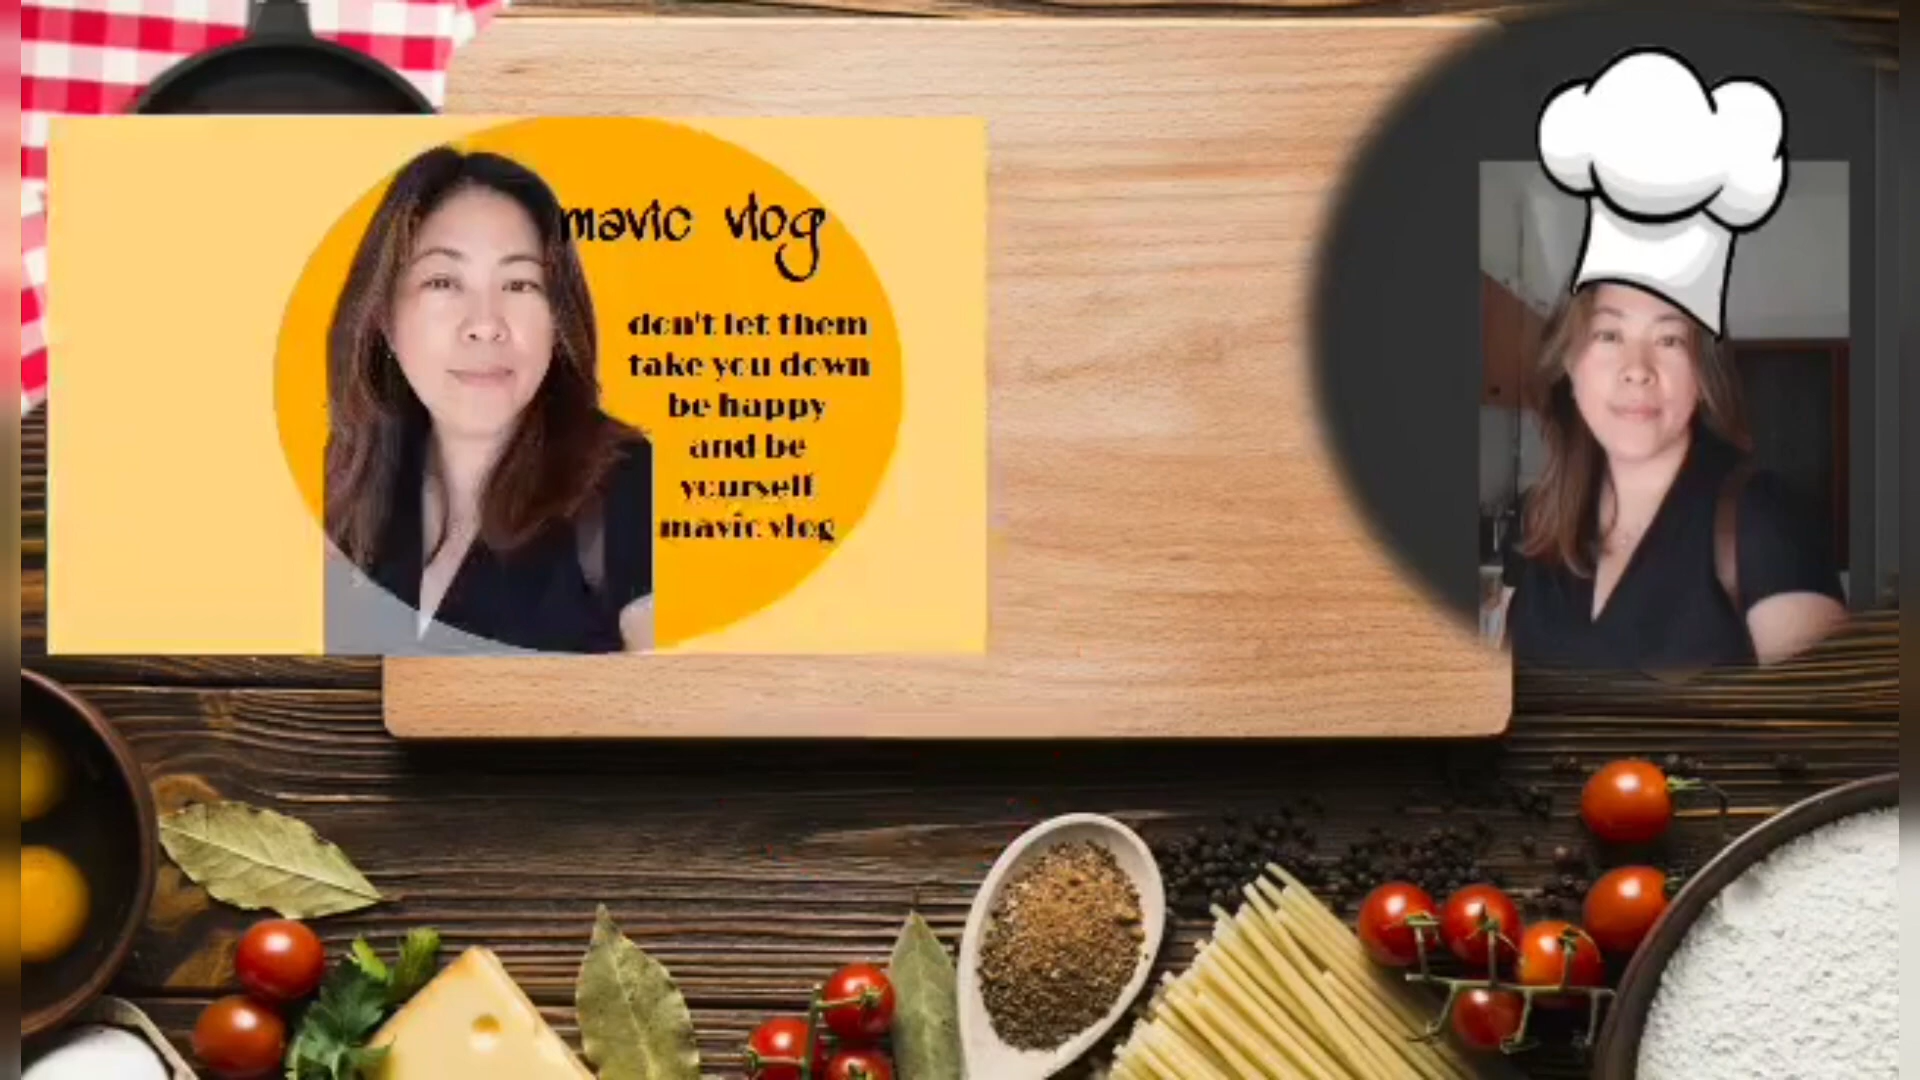 mavic vlog
don't let them
take you down
be happy
and be
yourself
mavic vlog